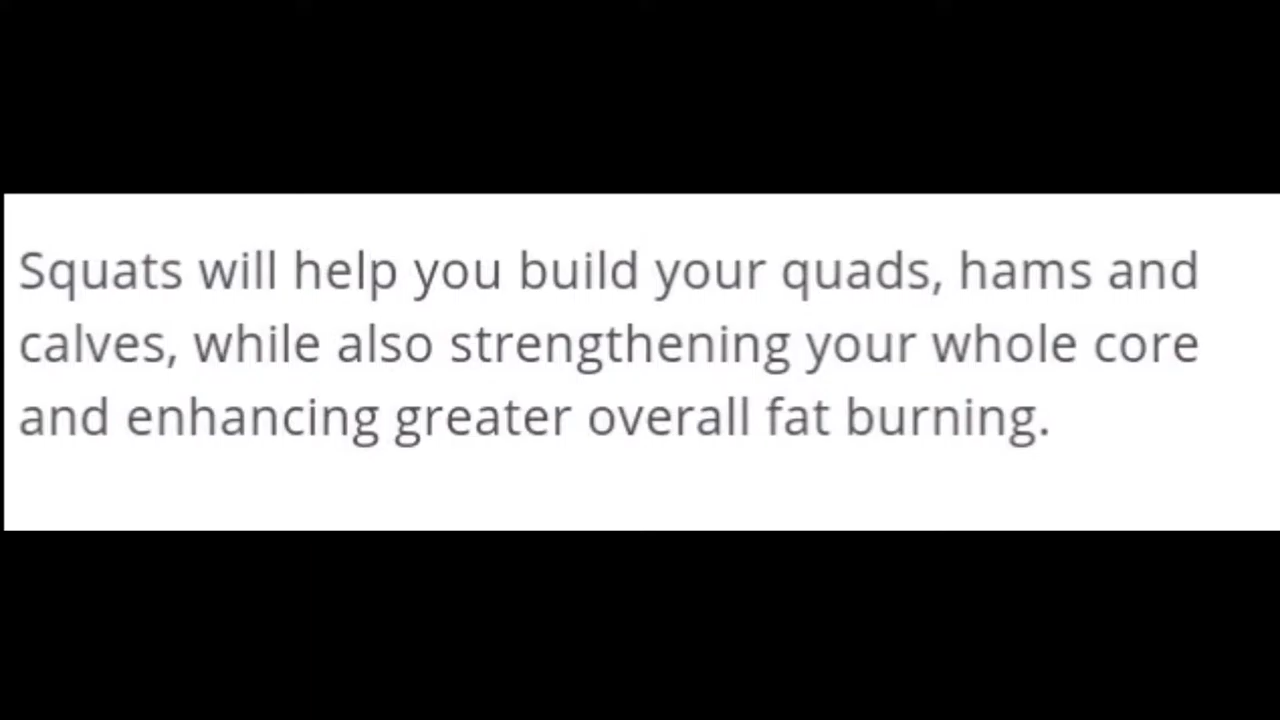 Squats will help you build your quads, hams and
calves, while also strengthening your whole core
and enhancing greater overall fat burning.